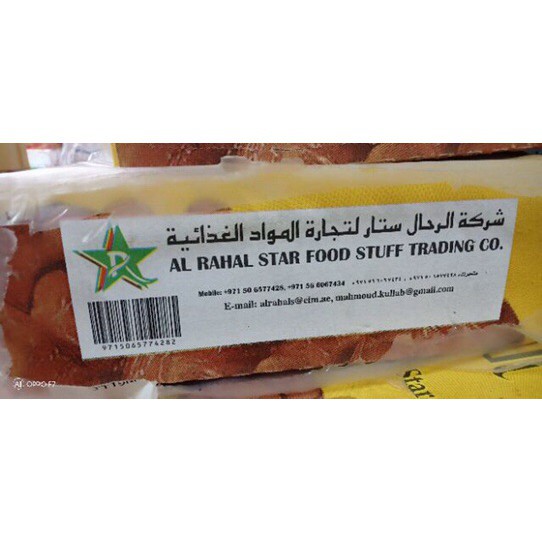 شركة الرحال ستار لتجارة المواد الغذائية
AL RAHAL STAR FOOD STUFF TRADING CO.
Mobile: +971 50 6577428, +971 56 6067434
E-mail: alrahals@eim.ae, mahmoud.kullab@gmail.com
9715065774282
Star